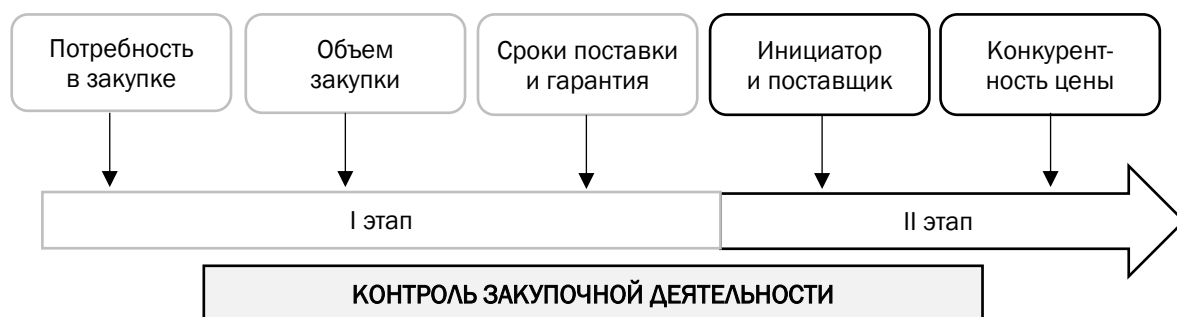 Потребность
в закупке
Объем
закупки
Сроки поставки
и гарантия
Инициатор
и поставщик
Конкурент-
ность цены
I этап
II этап
КОНТРОЛЬ ЗАКУПОЧНОЙ ДЕЯТЕЛЬНОСТИ